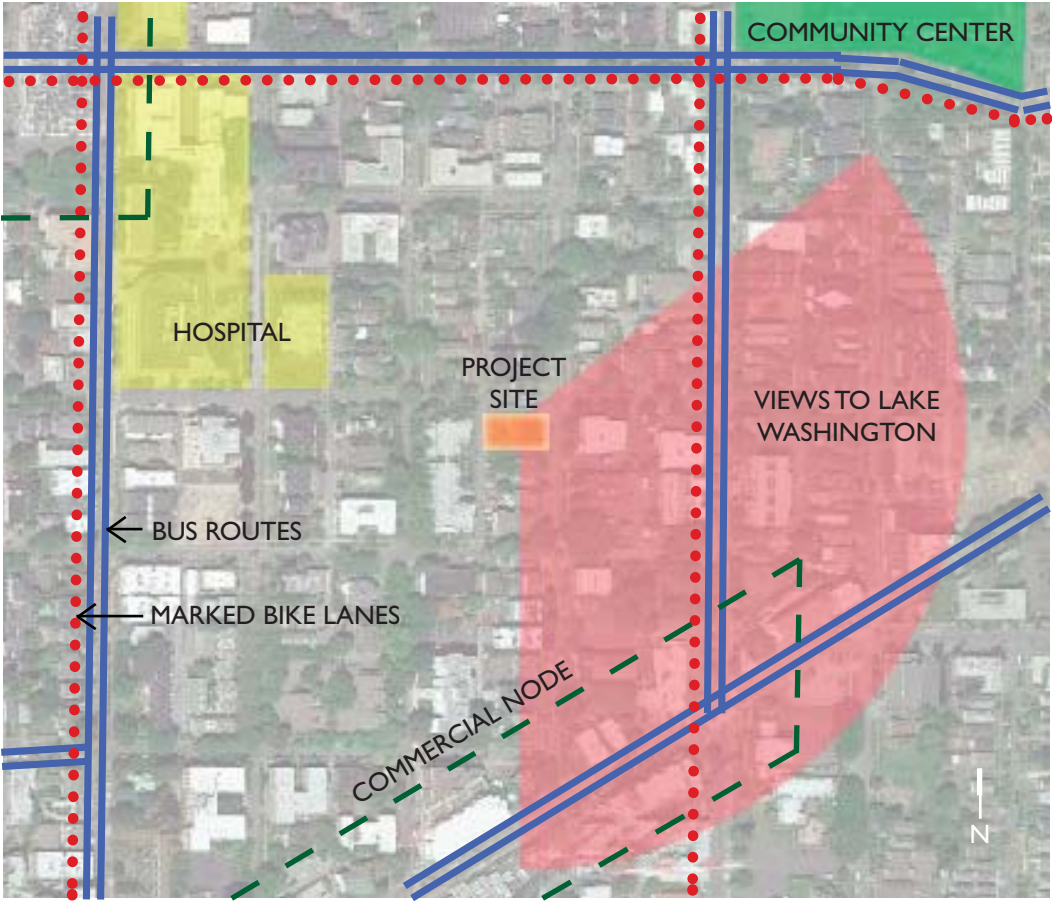 COMMUNITY CENTER
HOSPITAL
PROJECT
SITE
VIEWS TO LAKE
WASHINGTON
BUS ROUTES
MARKED BIKE LANES
COMMERCIAL NODE
N